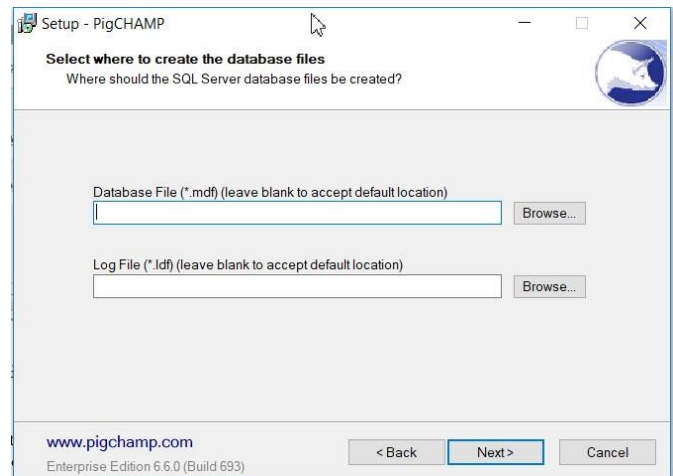 Setup - PigCHAMP
Select where to create the database files
Where should the SQL Server database files be created?
Database File (*.mdf) (leave blank to accept default location)
Browse...
Log File (*.ldf) (leave blank to accept default location)
Browse...
www.pigchamp.com
Enterprise Edition 6.6.0 (Build 693)
< Back
Next >
Cancel